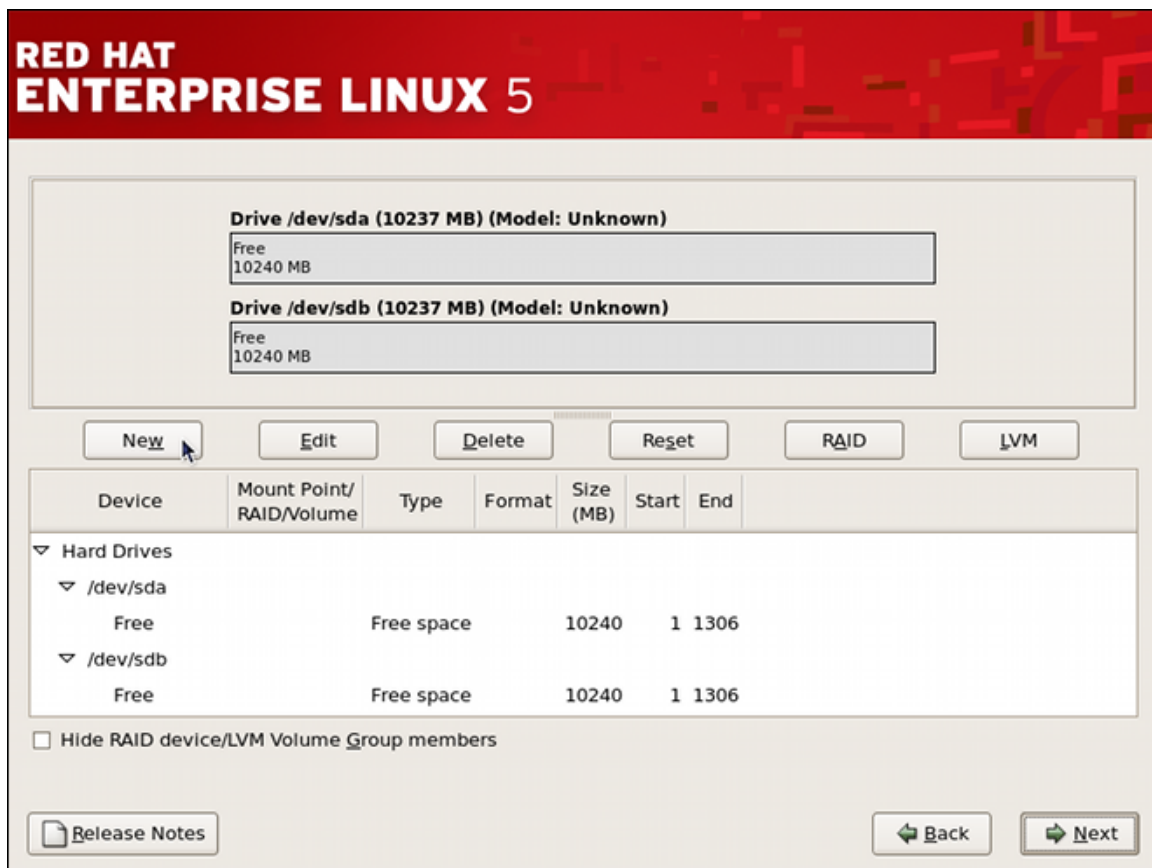 RED HAT
ENTERPRISE LINUX 5
Drive /dev/sda (10237 MB) (Model: Unknown)
Free
10240 MB
Drive /dev/sdb (10237 MB) (Model: Unknown)
Free
10240 MB
New Edit Delete Reset RAID LVM
Device Mount Point/ RAID/Volume Type Format Size (MB) Start End
Hard Drives
/dev/sda
Free Free space 10240 1 1306
/dev/sdb
Free Free space 10240 1 1306
Hide RAID device/LVM Volume Group members
Release Notes Back Next